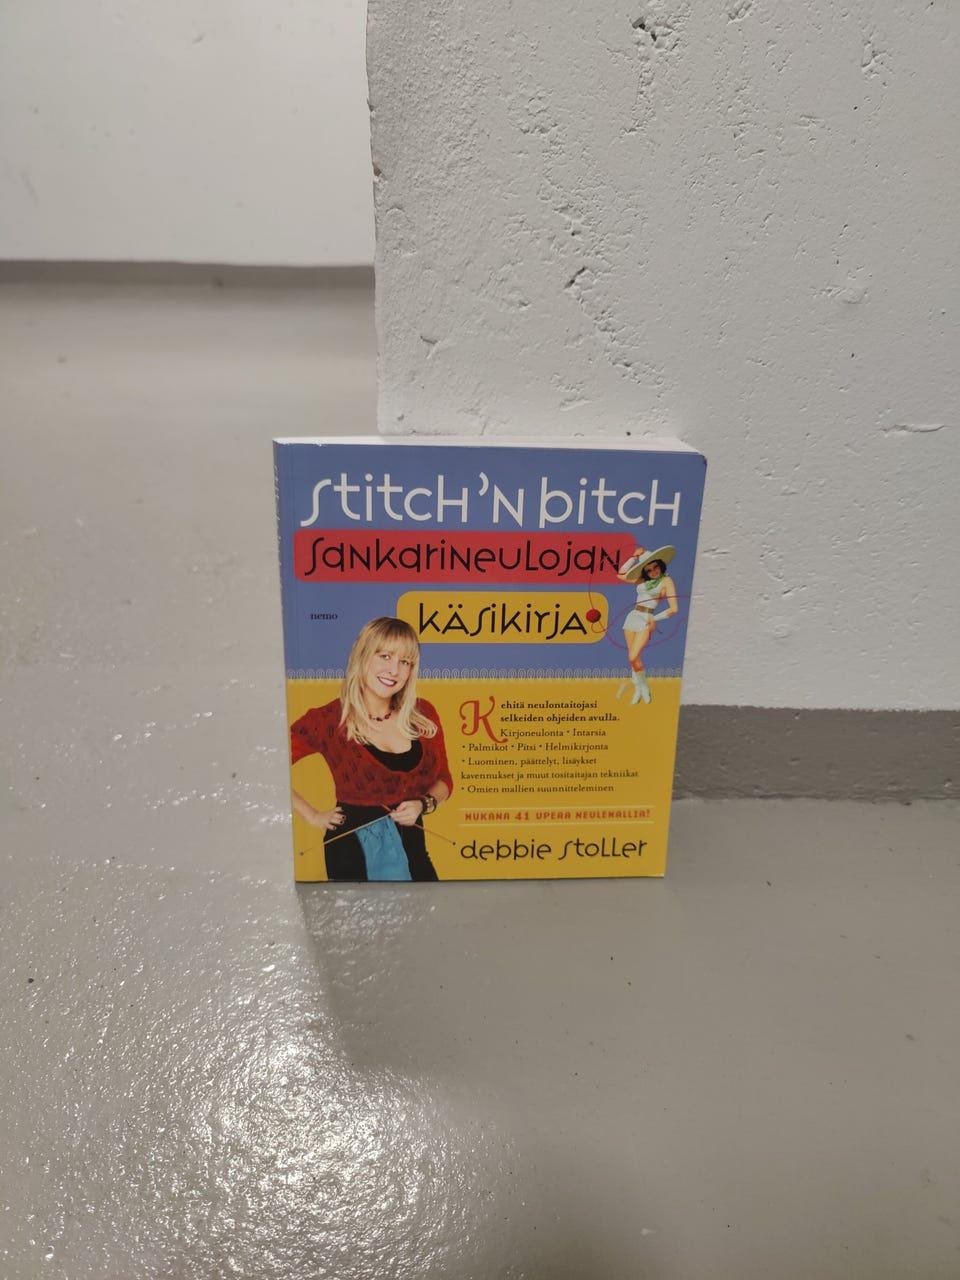 stitch 'n bitch
sankarineulojan
käsikirja
nemo
Kehitä neulontaitojasi
selkeiden ohjeiden avulla.
Kirjoneulonta • Intarsia
• Palmikot • Pitsi • Helmikirjonta
• Luominen, päättelyt, lisäykset
kavennukset ja muut tositaitajan tekniikat
• Omien mallien suunnitteleminen
MUKANA 41 UPEAA NEULEMALLIA!
debbie stoller